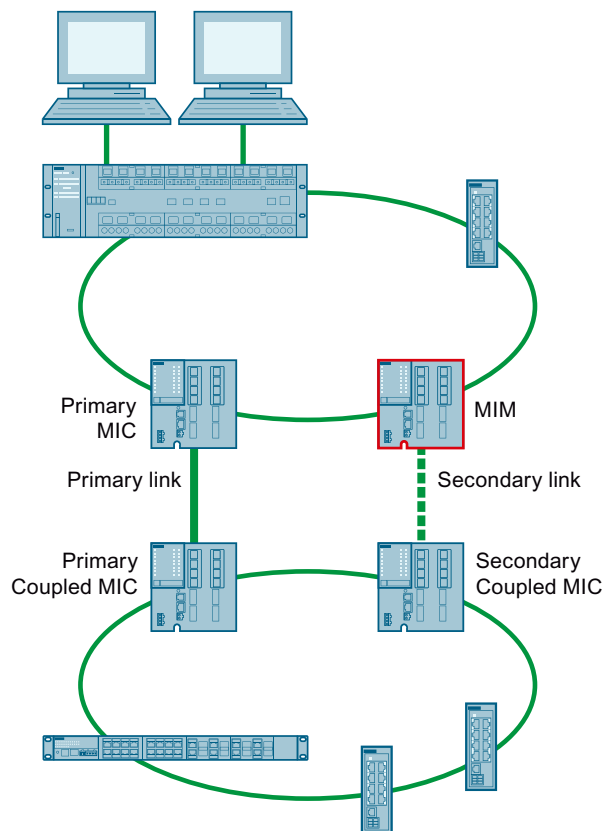 Primary
MIC
MIM
Primary link
Secondary link
Primary
Coupled MIC
Secondary
Coupled MIC